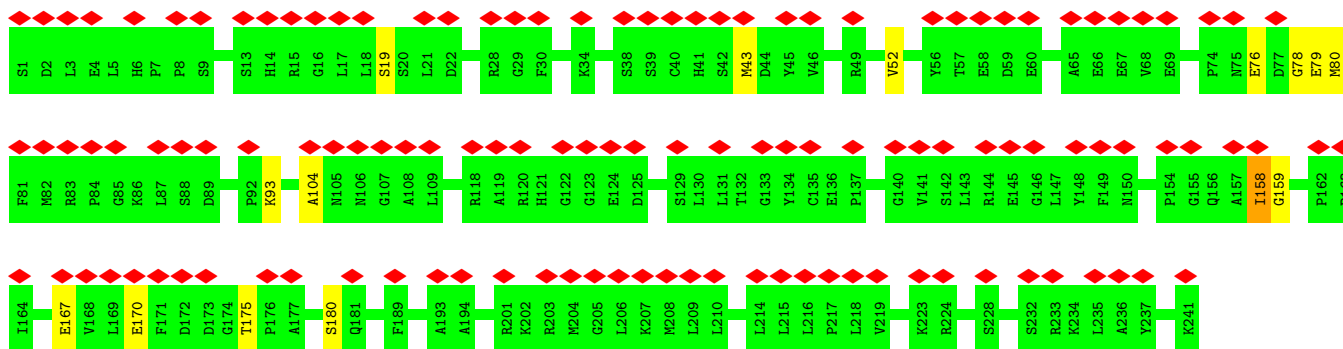 S1 D2 L3 E4 L5 H6 P7 P8 S9 S13 H14 R15 G16 L17 L18 S19 S20 L21 D22 R28 G29 F30 K34 S38 S39 C40 H41 S42 M43 D44 Y45 V46 R49 V52 Y56 T57 E58 D59 E60 A65 E66 E67 V68 E69 P74 N75 E76 D77 G78 E79 M80
F81 M82 R83 P84 G85 K86 L87 S88 D89 P92 K93 A104 N105 N106 G107 A108 L109 R118 A119 R120 H121 G122 G123 E124 D125 S129 L130 L131 T132 G133 Y134 C135 E136 P137 G140 V141 S142 L143 R144 E145 G146 L147 Y148 F149 N150 P154 G155 Q156 A157 I158 G159 P162
I164 E167 V168 L169 E170 F171 D172 D173 G174 T175 P176 A177 S180 Q181 F189 A193 A194 R201 K202 R203 M204 G205 L206 K207 M208 L209 L210 L214 L215 L216 P217 L218 V219 K223 R224 S228 S232 R233 K234 L235 A236 Y237 K241